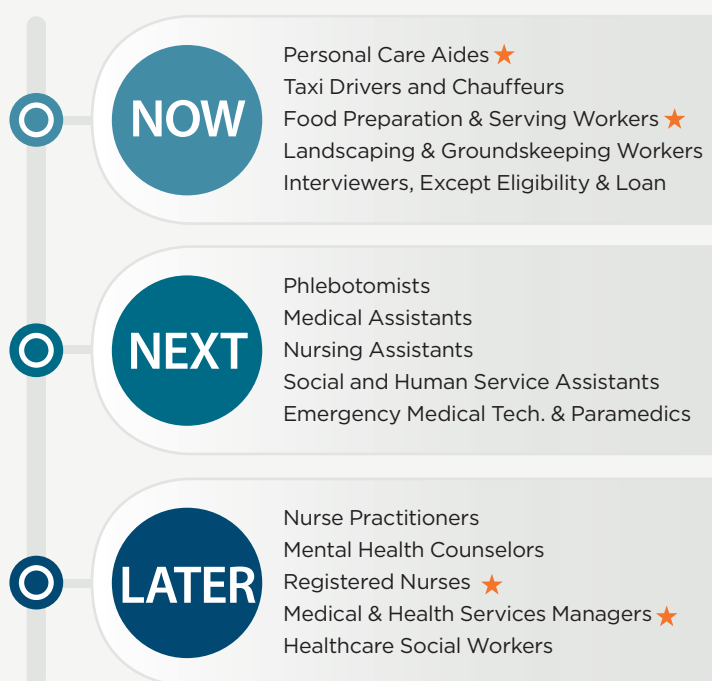 NOW
Personal Care Aides
Taxi Drivers and Chauffeurs
Food Preparation & Serving Workers
Landscaping & Groundskeeping Workers
Interviewers, Except Eligibility & Loan
NEXT
Phlebotomists
Medical Assistants
Nursing Assistants
Social and Human Service Assistants
Emergency Medical Tech. & Paramedics
LATER
Nurse Practitioners
Mental Health Counselors
Registered Nurses
Medical & Health Services Managers
Healthcare Social Workers